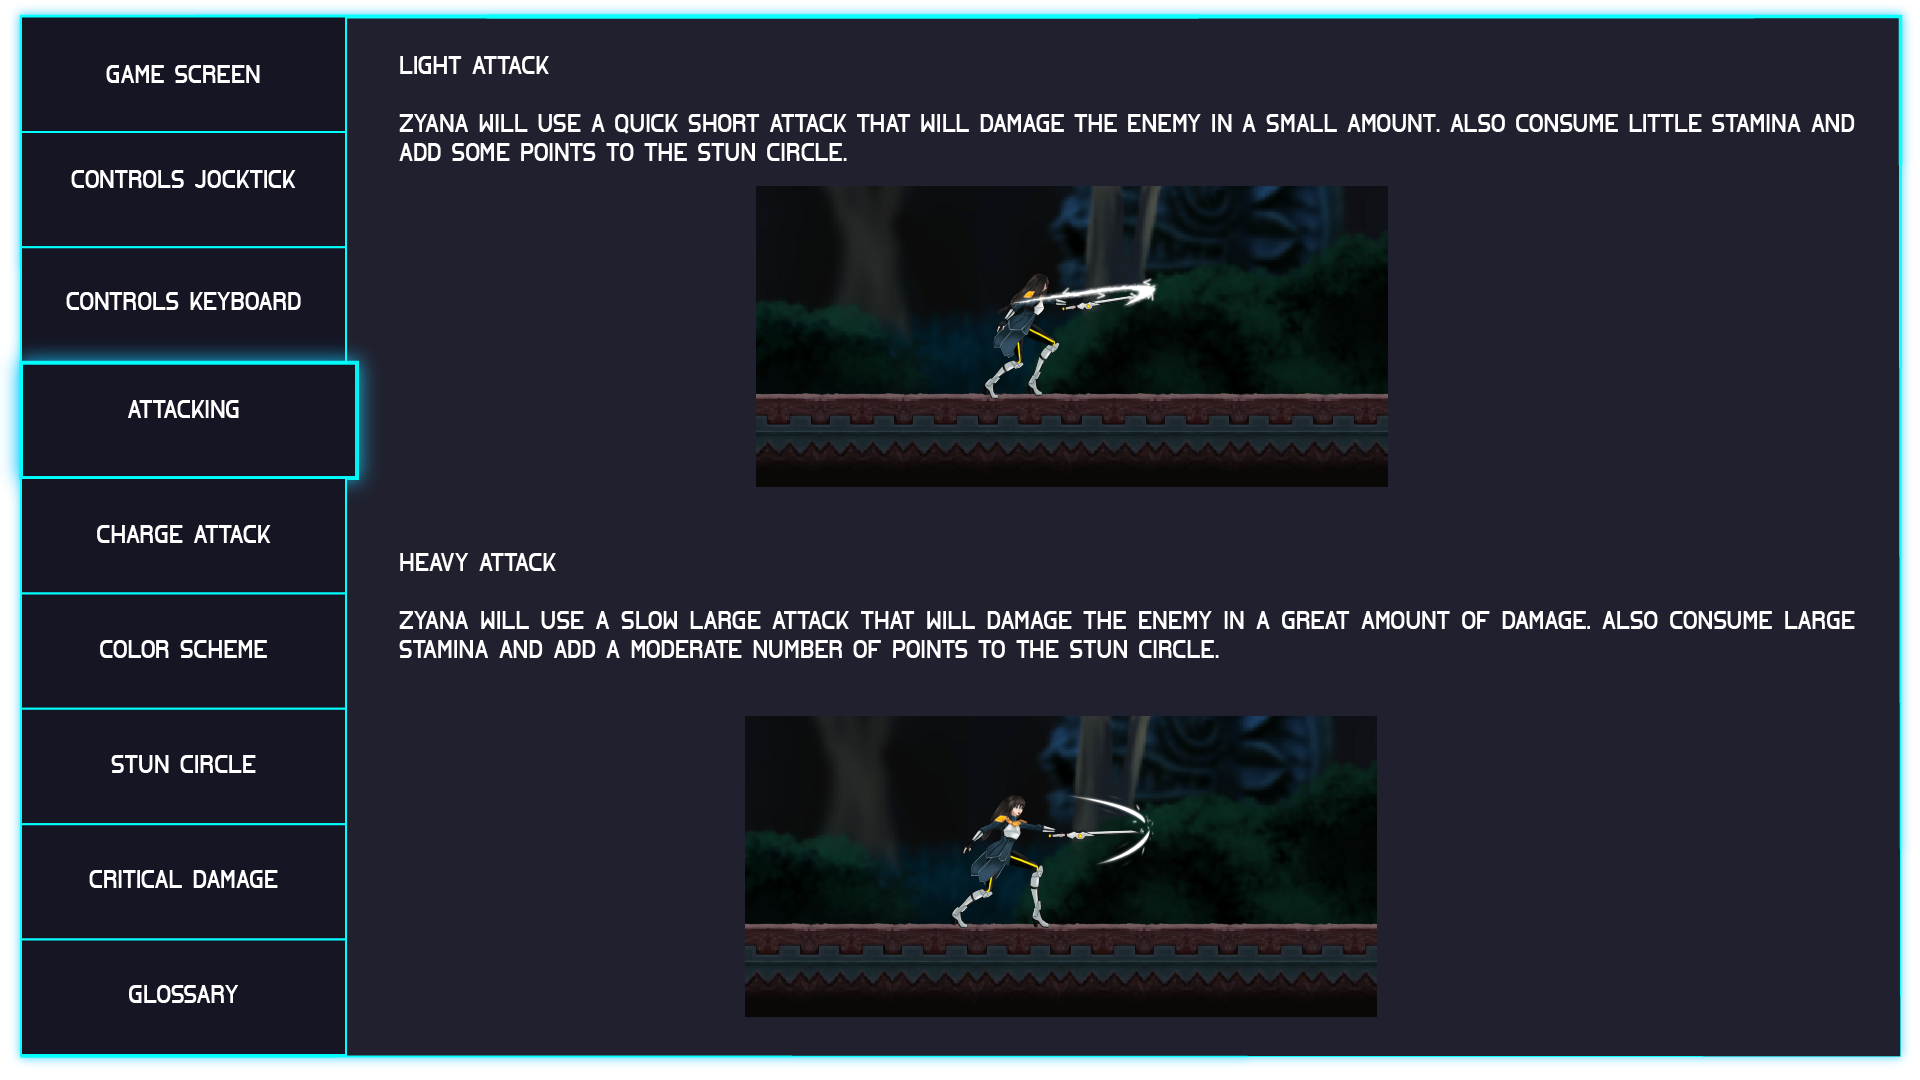 GAME SCREEN
CONTROLS JOCKTICK
CONTROLS KEYBOARD
ATTACKING
CHARGE ATTACK
COLOR SCHEME
STUN CIRCLE
CRITICAL DAMAGE
GLOSSARY
LIGHT ATTACK
ZYANA WILL USE A QUICK SHORT ATTACK THAT WILL DAMAGE THE ENEMY IN A SMALL AMOUNT. ALSO CONSUME LITTLE STAMINA AND
ADD SOME POINTS TO THE STUN CIRCLE.
HEAVY ATTACK
ZYANA WILL USE A SLOW LARGE ATTACK THAT WILL DAMAGE THE ENEMY IN A GREAT AMOUNT OF DAMAGE. ALSO CONSUME LARGE
STAMINA AND ADD A MODERATE NUMBER OF POINTS TO THE STUN CIRCLE.